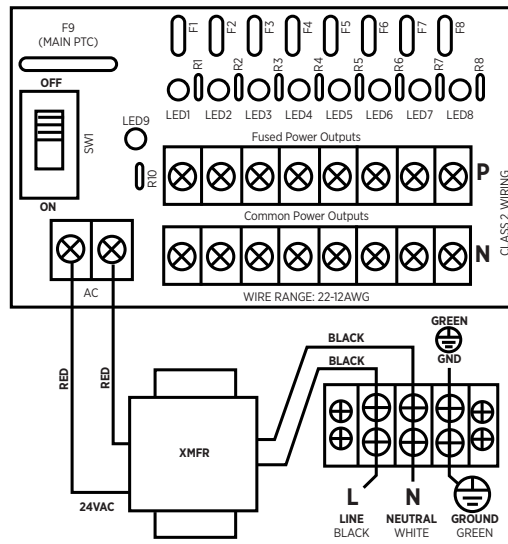 F9
(MAIN PTC)
F1
F2
F3
F4
F5
F6
F7
F8
OFF
R1
R2
R3
R4
R5
R6
R7
R8
LED1
LED2
LED3
LED4
LED5
LED6
LED7
LED8
SW1
LED9
Fused Power Outputs
R10
P
ON
Common Power Outputs
N
CLASS 2 WIRING
AC
WIRE RANGE: 22-12AWG
GREEN
GND
BLACK
BLACK
RED
RED
XMFR
24VAC
L
N
LINE
NEUTRAL
GROUND
BLACK
WHITE
GREEN